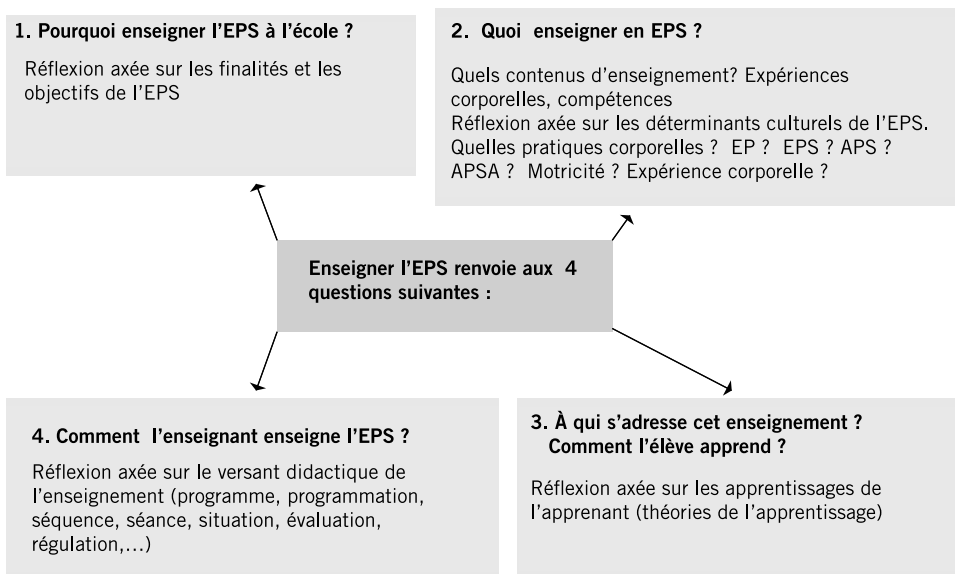 1. Pourquoi enseigner l'EPS à l'école ?
Réflexion axée sur les finalités et les
objectifs de l'EPS
2. Quoi enseigner en EPS ?
Quels contenus d'enseignement? Expériences
corporelles, compétences
Réflexion axée sur les déterminants culturels de l'EPS.
Quelles pratiques corporelles ? EP ? EPS ? APS ?
APSA ? Motricité ? Expérience corporelle ?
Enseigner l'EPS renvoie aux 4
questions suivantes :
4. Comment l'enseignant enseigne l'EPS ?
Réflexion axée sur le versant didactique de
l'enseignement (programme, programmation,
séquence, séance, situation, évaluation,
régulation,…)
3. À qui s'adresse cet enseignement ?
Comment l'élève apprend ?
Réflexion axée sur les apprentissages de
l'apprenant (théories de l'apprentissage)